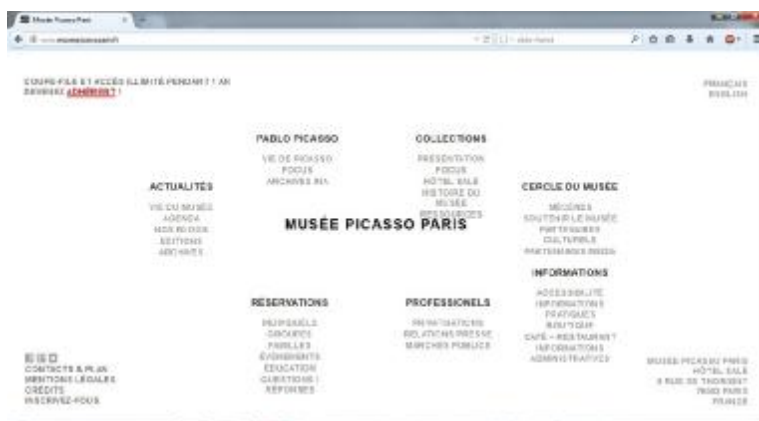 Musée Picasso Paris
COUPE-FILE ET ACCÈS ILLIMITÉ PENDANT 1 AN
DEVENEZ ADHÉRENT !
FRANÇAIS
ENGLISH
PABLO PICASSO
VIE DE PICASSO
FOCUS
ARCHIVES
COLLECTIONS
PRÉSENTATION
FOCUS
HÔTEL SALÉ
HISTOIRE DU
MUSÉE
RESSOURCES
ACTUALITÉS
VIE DU MUSÉE
AGENDA
NOS BLOGS
ÉDITIONS
ARCHIVES
CERCLE DU MUSÉE
MÉCÈNES
SOUTENIR LE MUSÉE
PARTENAIRES
CULTURELS
PARTENARIATS
MUSÉE PICASSO PARIS
INFORMATIONS
ACCESSIBILITÉ
INFORMATIONS
PRATIQUES
BOUTIQUE
CAFÉ – RESTAURANT
INFORMATIONS
ADMINISTRATIVES
RÉSERVATIONS
INDIVIDUELS
GROUPES
FAMILLES
ÉVÉNEMENTS
ÉDUCATION
QUESTIONS /
RÉPONSES
PROFESSIONELS
PRIVATISATIONS
RELATIONS PRESSE
MARCHÉS PUBLICS
CONTACTS & PLAN
MENTIONS LÉGALES
CRÉDITS
INSCRIVEZ-VOUS
MUSÉE PICASSO PARIS
HÔTEL SALÉ
5 RUE DE THORIGNY
75003 PARIS
FRANCE